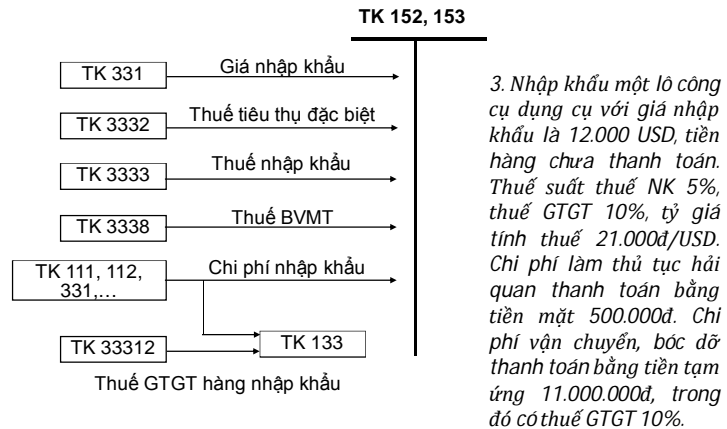 TK 152, 153
TK 331
Giá nhập khẩu
TK 3332
Thuế tiêu thụ đặc biệt
TK 3333
Thuế nhập khẩu
TK 3338
Thuế BVMT
TK 111, 112,
331,…
Chi phí nhập khẩu
TK 33312
TK 133
Thuế GTGT hàng nhập khẩu
3. Nhập khẩu một lô công
cụ dụng cụ với giá nhập
khẩu là 12.000 USD, tiền
hàng chưa thanh toán.
Thuế suất thuế NK 5%,
thuế GTGT 10%, tỷ giá
tính thuế 21.000đ/USD.
Chi phí làm thủ tục hải
quan thanh toán bằng
tiền mặt 500.000đ. Chi
phí vận chuyển, bóc dỡ
thanh toán bằng tiền tạm
ứng 11.000.000đ, trong
đó có thuế GTGT 10%.